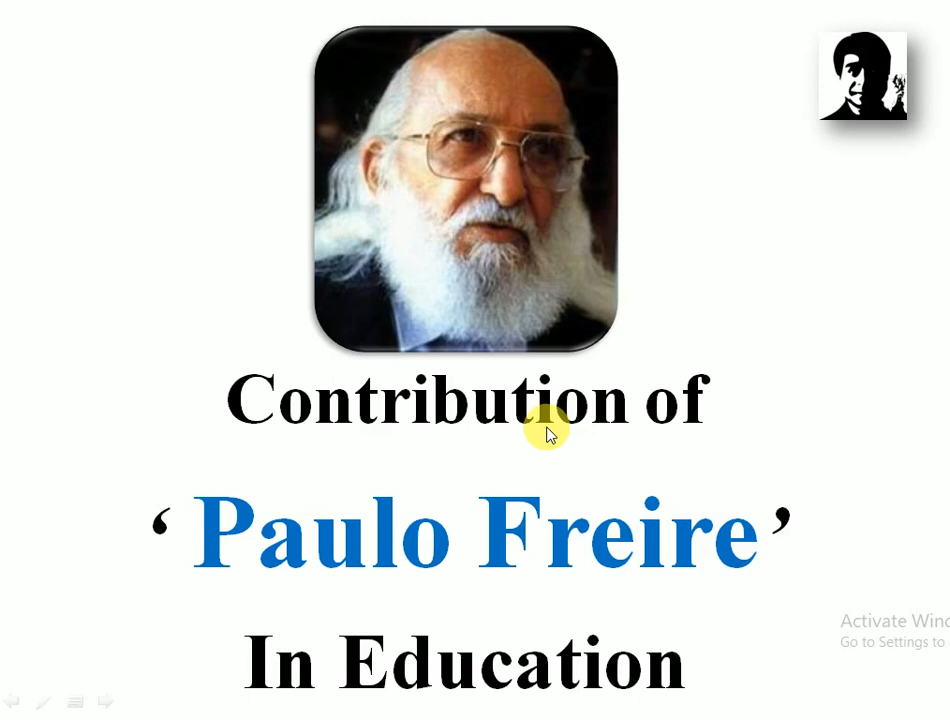 Contribution of
‘ Paulo Freire ’
In Education
Activate Wind
Go to Settings to